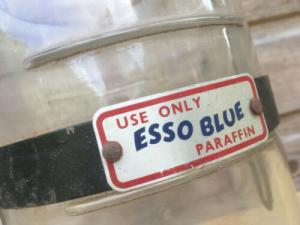 USE ONLY
ESSO BLUE
PARAFFIN